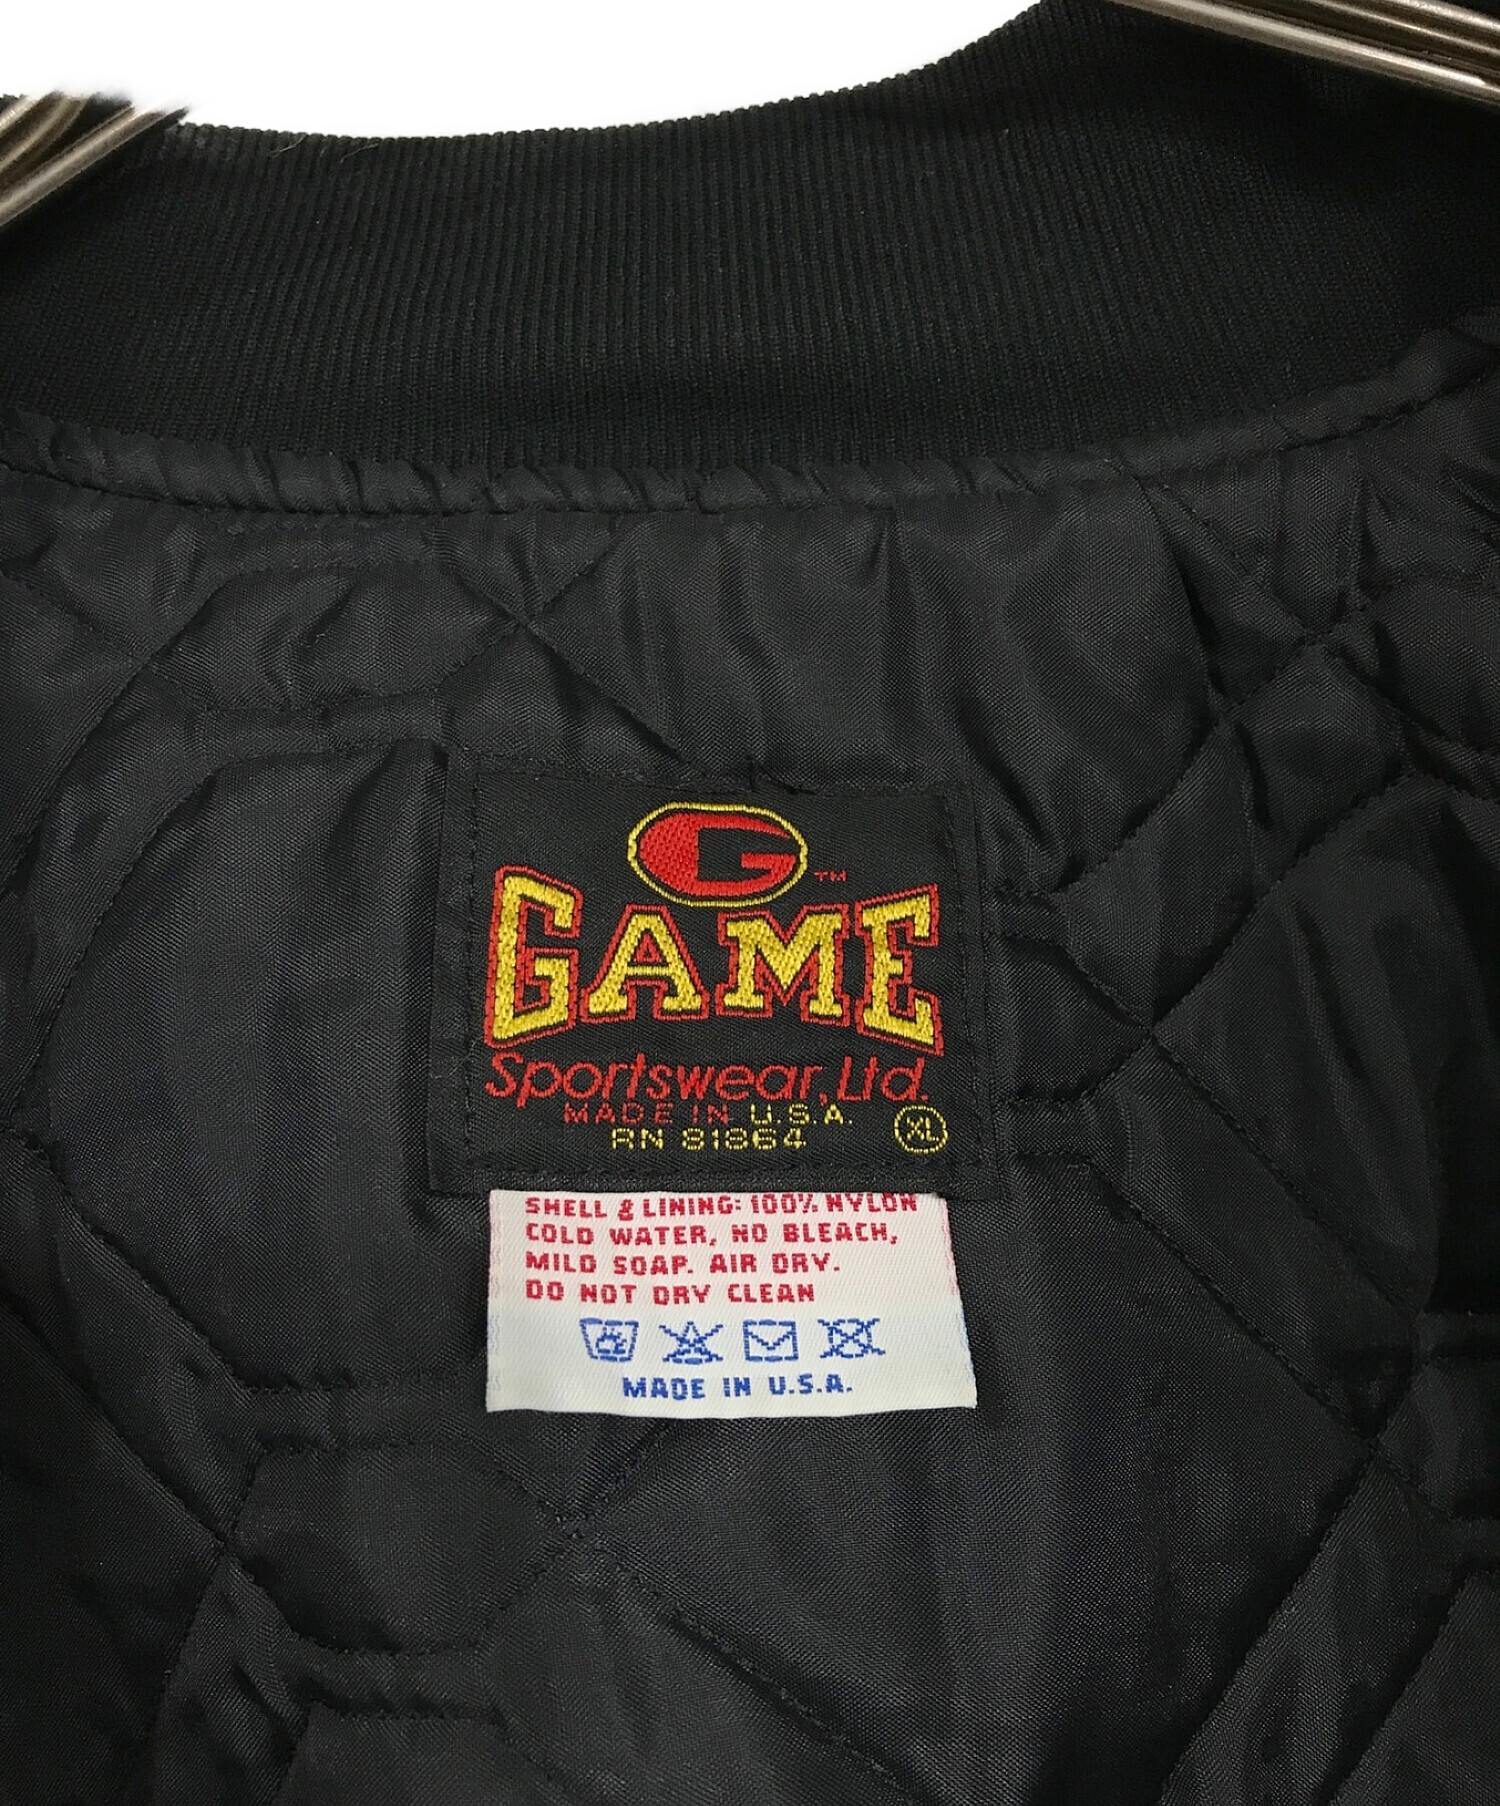 G TM
GAME
Sportswear, Ltd.
MADE IN U.S.A.
RN 81864 XL
SHELL & LINING: 100% NYLON
COLD WATER, NO BLEACH,
MILD SOAP. AIR DRY.
DO NOT DRY CLEAN
MADE IN U.S.A.